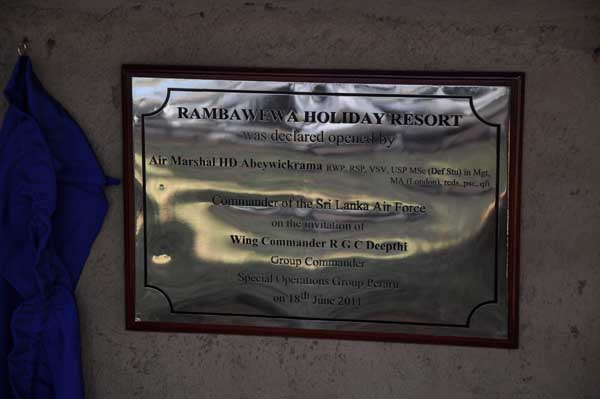 RAMBAWEWA HOLIDAY RESORT
was declared opened by
Air Marshal HD Abeywickrama RWP, RSP, VSV, USP MSc (Def Stu) in Mgt,
MA (London), rcds, psc, qfi
Commander of the Sri Lanka Air Force
on the invitation of
Wing Commander R G C Deepthi
Group Commander
Special Operations Group Peraru
on 18th June 2011